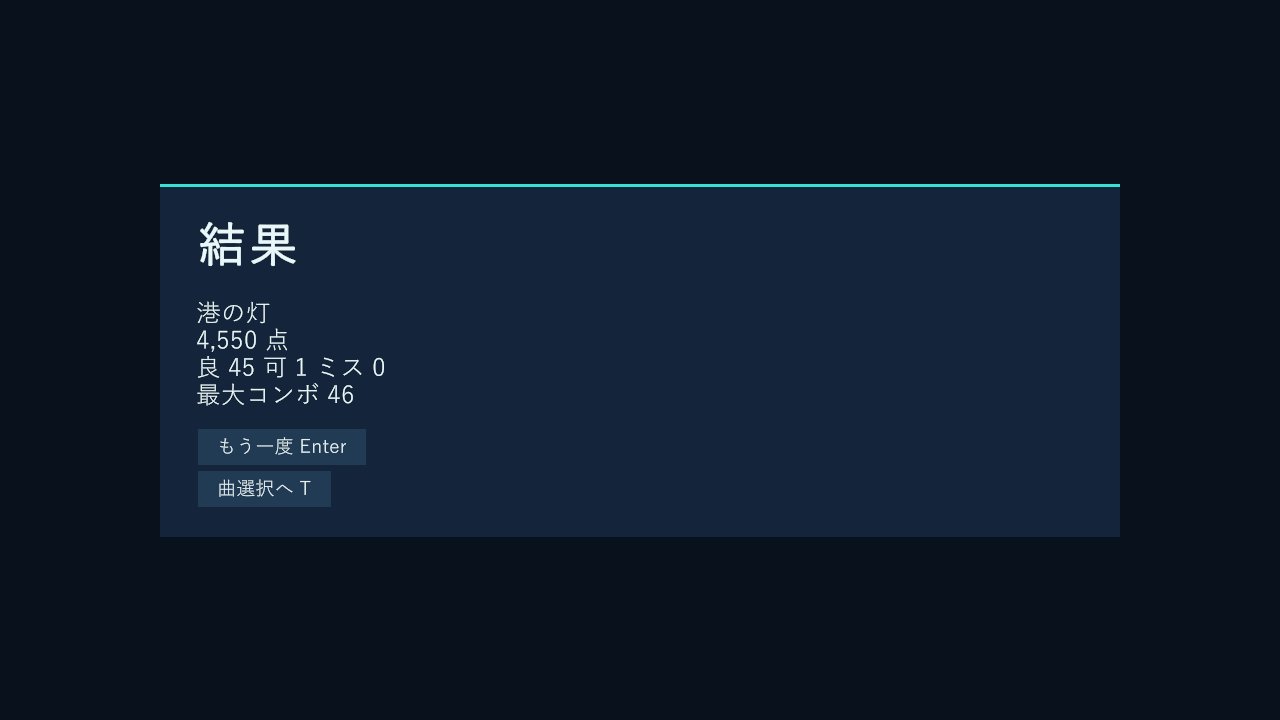 結果
港の灯
4,550 点
良 45 可 1 ミス 0
最大コンボ 46
もう一度 Enter
曲選択へ T